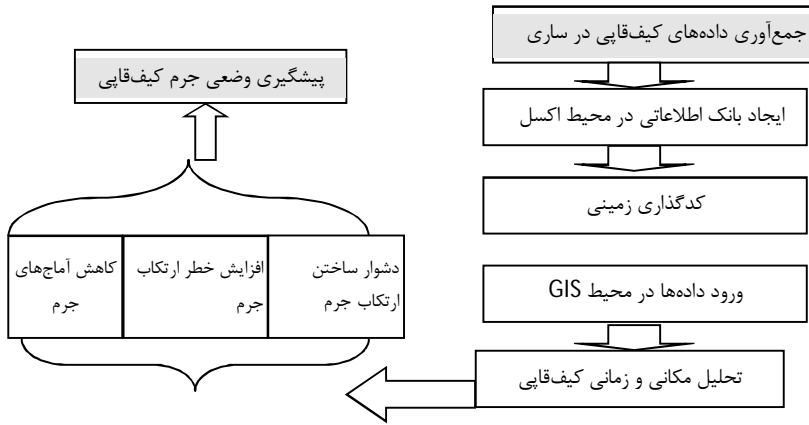 جمع‌آوری داده‌های کیف‌قاپی در ساری
ایجاد بانک اطلاعاتی در محیط اکسل
کدگذاری زمینی
ورود داده‌ها در محیط GIS
تحلیل مکانی و زمانی کیف‌قاپی
دشوار ساختن
ارتکاب جرم
افزایش خطر ارتکاب
جرم
کاهش آماج‌های
جرم
پیشگیری وضعی جرم کیف‌قاپی